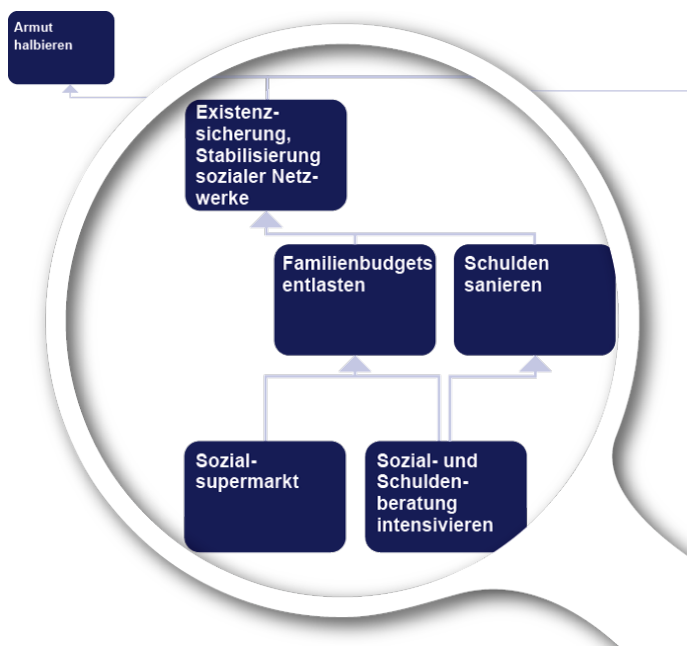 Armut
halbieren
Existenz-
sicherung,
Stabilisierung
sozialer Netz-
werke
Familienbudgets
entlasten
Schulden
sanieren
Sozial-
supermarkt
Sozial- und
Schulden-
beratung
intensivieren